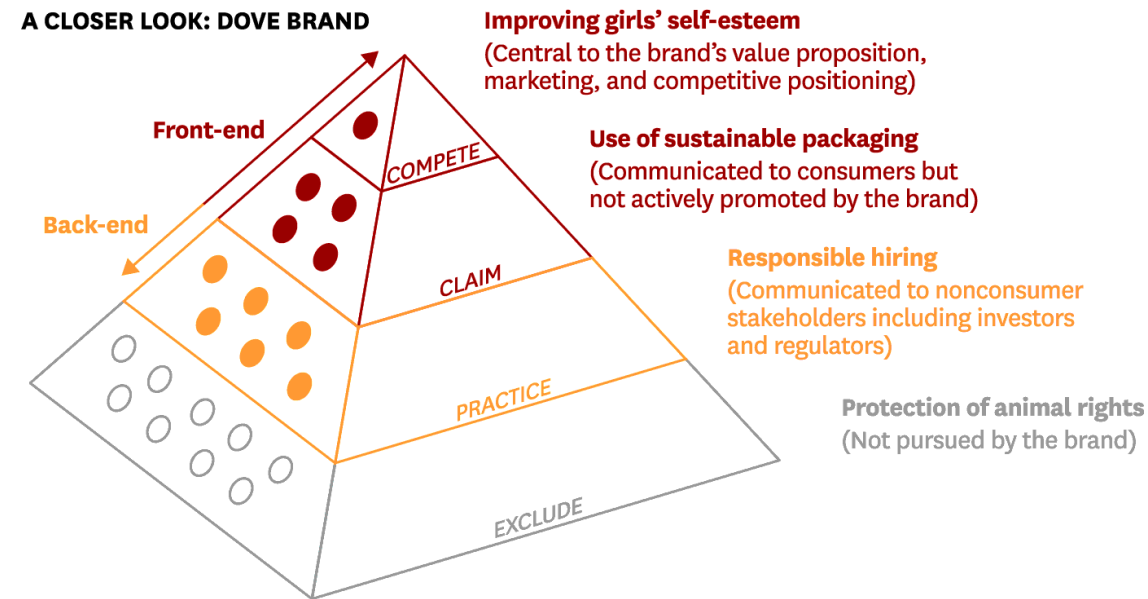 A CLOSER LOOK: DOVE BRAND
Improving girls’ self-esteem
(Central to the brand’s value proposition,
marketing, and competitive positioning)
Front-end
COMPETE
Use of sustainable packaging
(Communicated to consumers but
not actively promoted by the brand)
Back-end
CLAIM
Responsible hiring
(Communicated to nonconsumer
stakeholders including investors
and regulators)
PRACTICE
Protection of animal rights
(Not pursued by the brand)
EXCLUDE